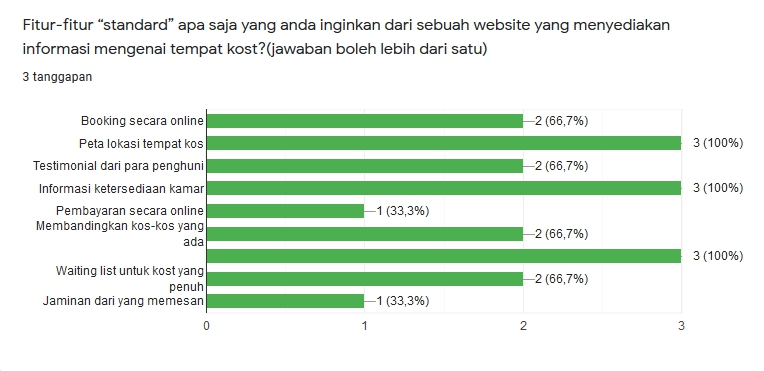 Fitur-fitur “standard” apa saja yang anda inginkan dari sebuah website yang menyediakan
informasi mengenai tempat kost?(jawaban boleh lebih dari satu)
3 tanggapan
Booking secara online
2 (66,7%)
Peta lokasi tempat kos
3 (100%)
Testimonial dari para penghuni
2 (66,7%)
Informasi ketersediaan kamar
3 (100%)
Pembayaran secara online
1 (33,3%)
Membandingkan kos-kos yang
ada
2 (66,7%)
3 (100%)
Waiting list untuk kost yang
penuh
2 (66,7%)
Jaminan dari yang memesan
1 (33,3%)
0 1 2 3